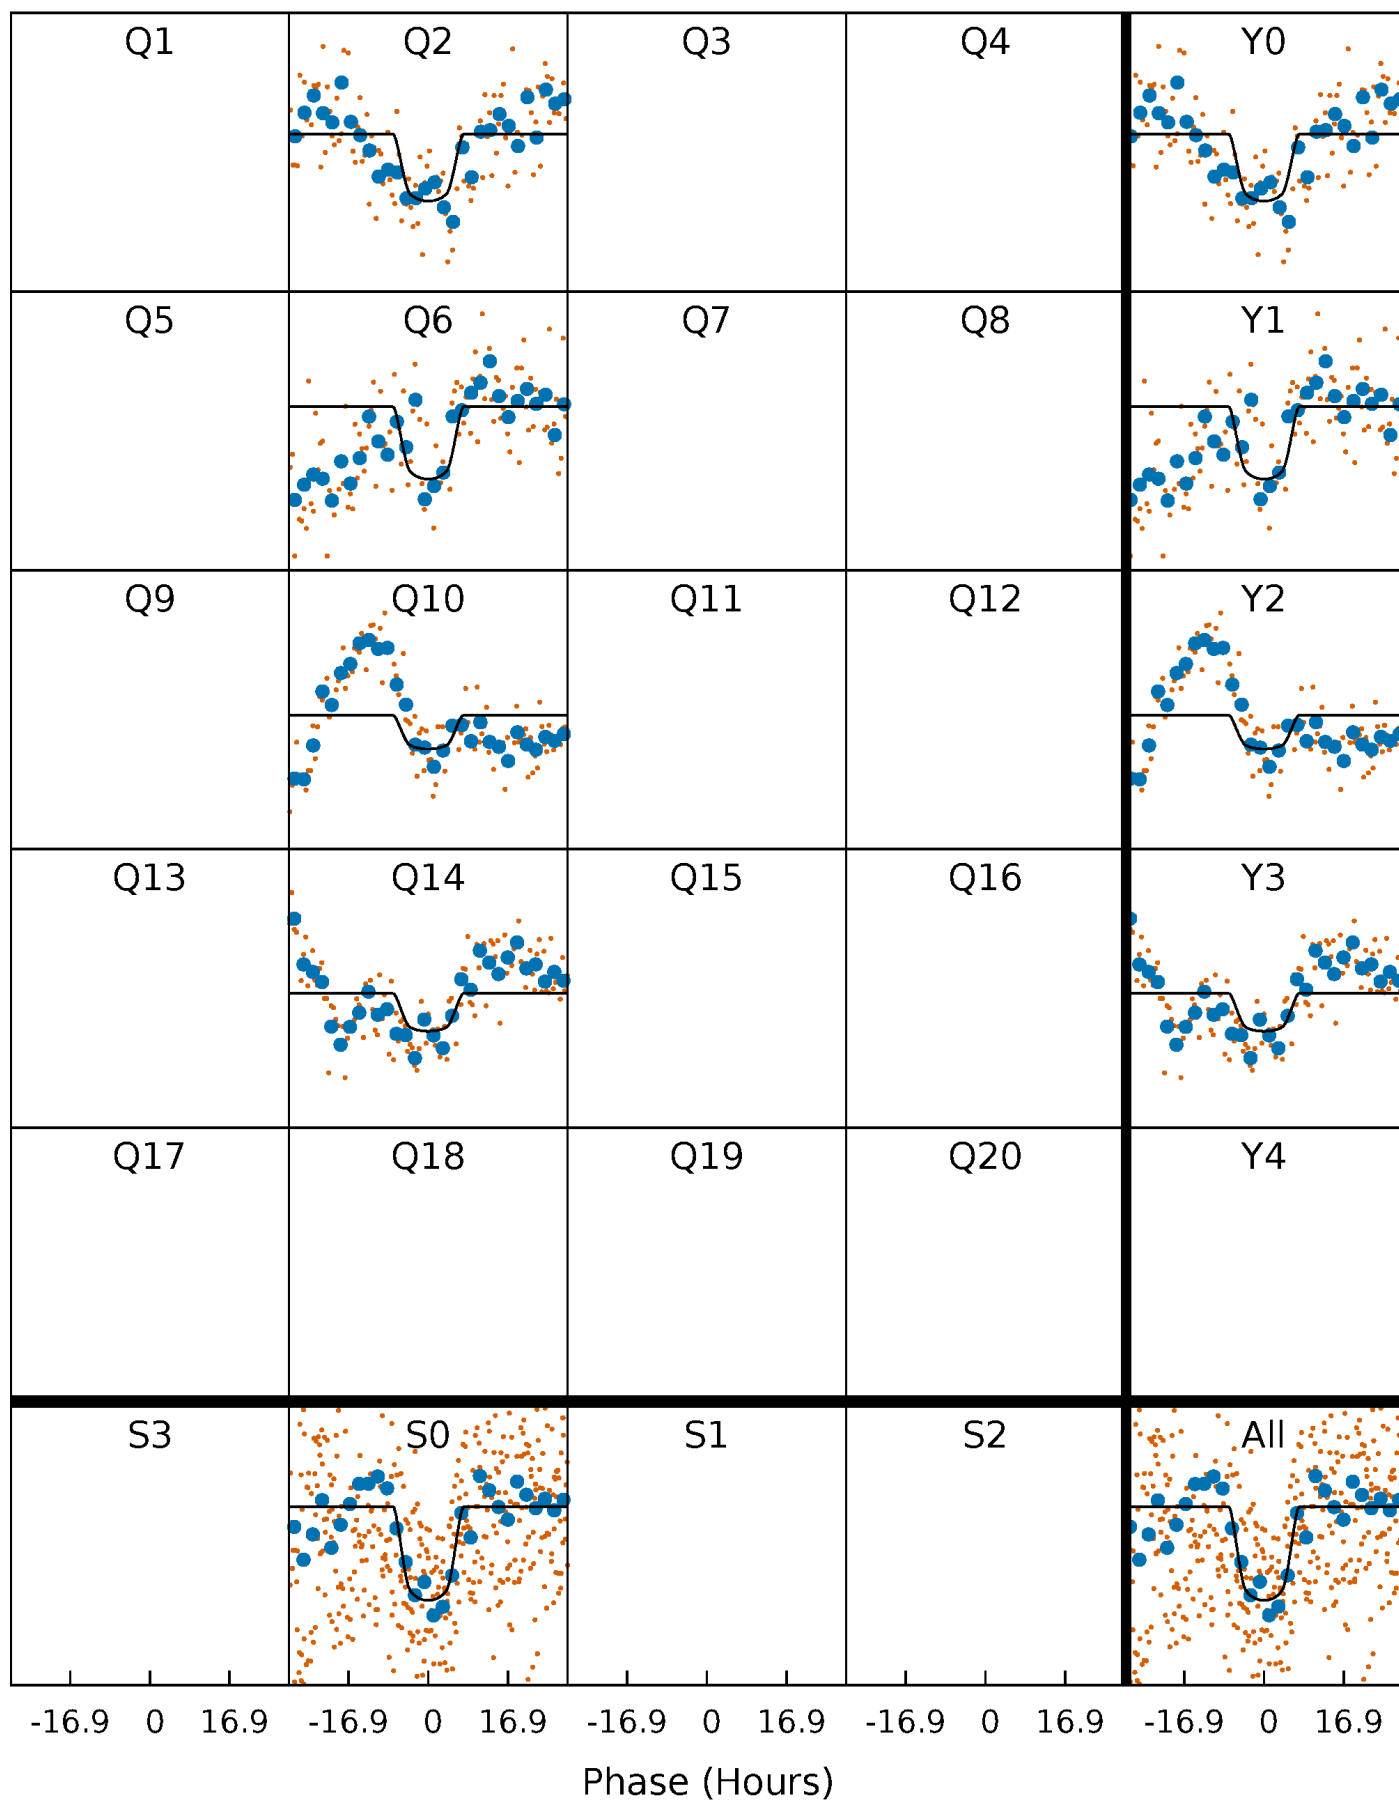 Q1 Q2 Q3 Q4 Y0
Q5 Q6 Q7 Q8 Y1
Q9 Q10 Q11 Q12 Y2
Q13 Q14 Q15 Q16 Y3
Q17 Q18 Q19 Q20 Y4
S3 S0 S1 S2 All
-16.9 0 16.9 -16.9 0 16.9 -16.9 0 16.9 -16.9 0 16.9 -16.9 0 16.9
Phase (Hours)